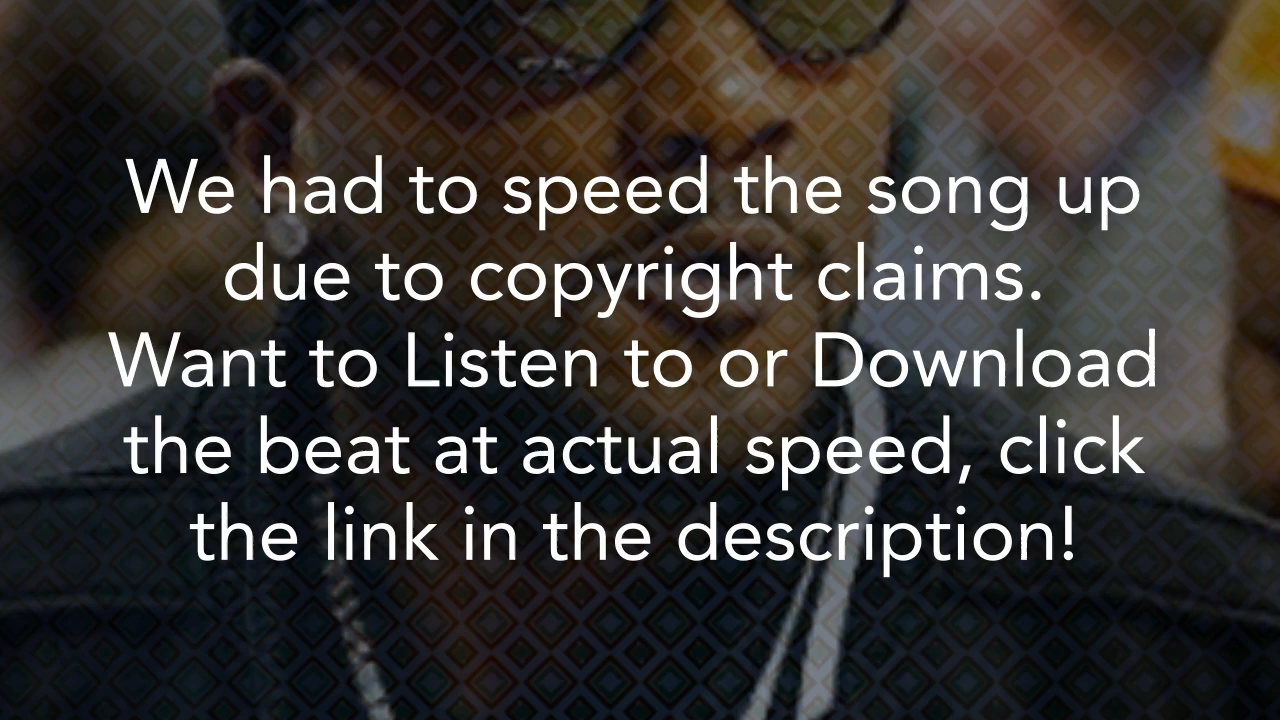 We had to speed the song up
due to copyright claims.
Want to Listen to or Download
the beat at actual speed, click
the link in the description!